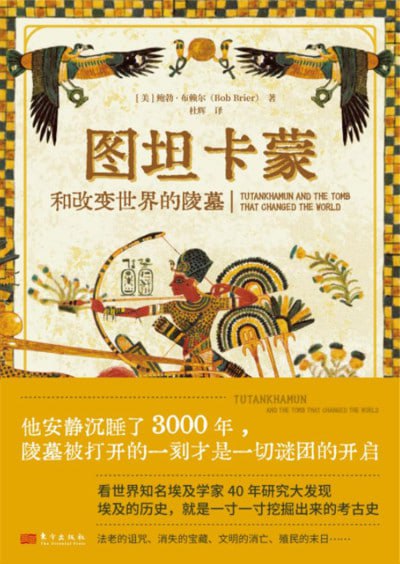 [美]鲍勃·布赖尔（Bob Brier） 著
杜辉 译
图坦卡蒙
和改变世界的陵墓
TUTANKHAMUN AND THE TOMB
THAT CHANGED THE WORLD
TUTANKHAMUN
AND THE TOMB THAT CHANGED THE WORLD
他安静沉睡了 3000 年，
陵墓被打开的一刻才是一切谜团的开启
看世界知名埃及学家 40 年研究大发现
埃及的历史，就是一寸一寸挖掘出来的考古史
法老的诅咒、消失的宝藏、文明的消亡、殖民的末日……
东方出版社